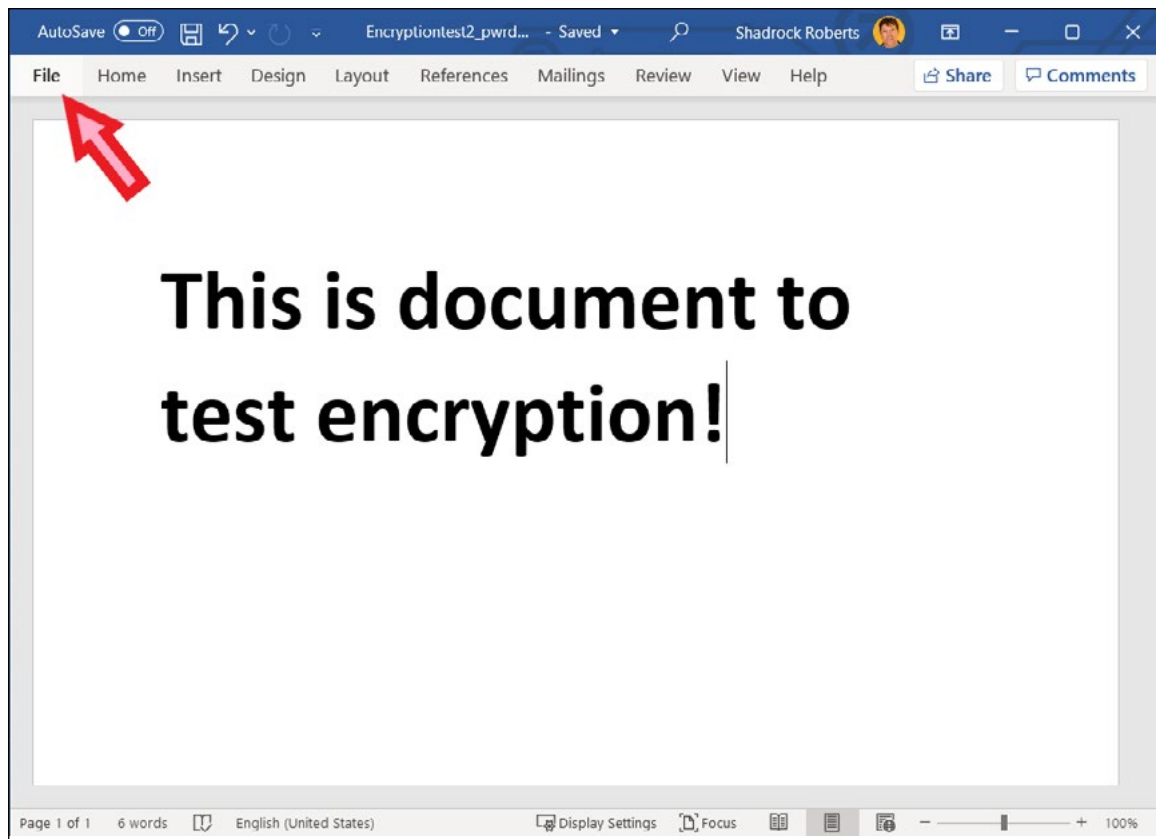 AutoSave Off Encryptiontest2_pwrd... - Saved Shadrock Roberts
File Home Insert Design Layout References Mailings Review View Help Share Comments
This is document to
test encryption!
Page 1 of 1 6 words English (United States) Display Settings Focus 100%